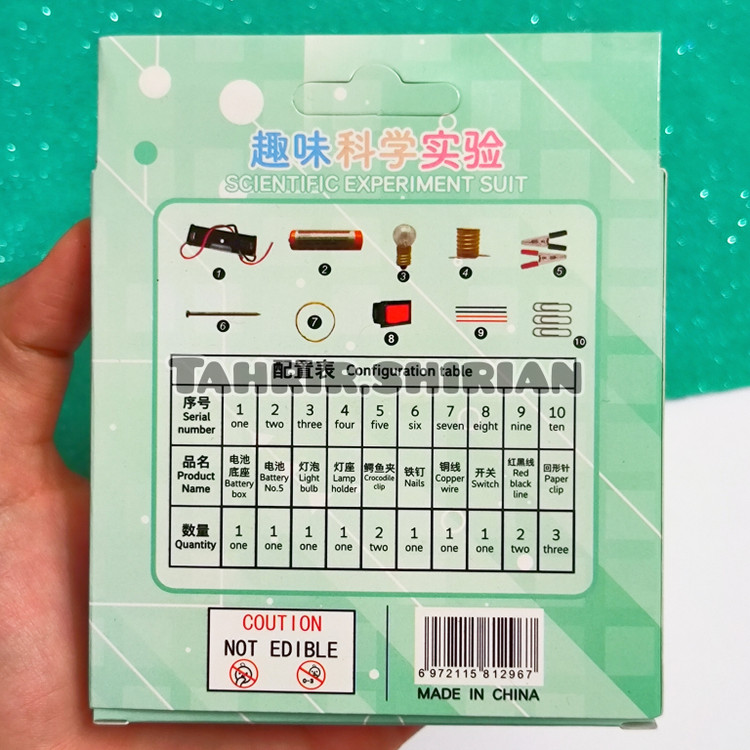 趣味科学实验
SCIENTIFIC EXPERIMENT SUIT
1 2 3 4 5
6 7 8 9 10
配置表 Configuration table
TAHRIR.SHIRIAN
序号 Serial number 1 one 2 two 3 three 4 four 5 five 6 six 7 seven 8 eight 9 nine 10 ten
品名 Product Name 电池底座 Battery box 电池 Battery No.5 灯泡 Light bulb 灯座 Lamp holder 鳄鱼夹 Crocodile clip 铁钉 Nails 铜线 Copper wire 开关 Switch 红黑线 Red black line 回形针 Paper clip
数量 Quantity 1 one 1 one 1 one 1 one 2 two 1 one 1 one 1 one 2 two 3 three
COUTION
NOT EDIBLE
0-3
6 972115 812967
MADE IN CHINA